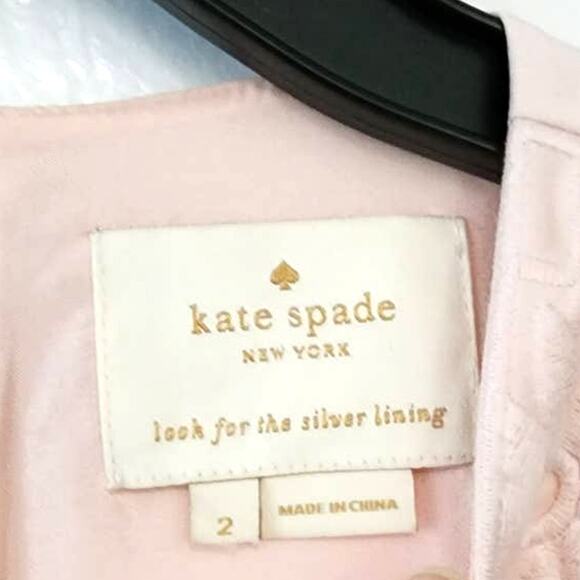 kate spade
NEW YORK
look for the silver lining
2
MADE IN CHINA